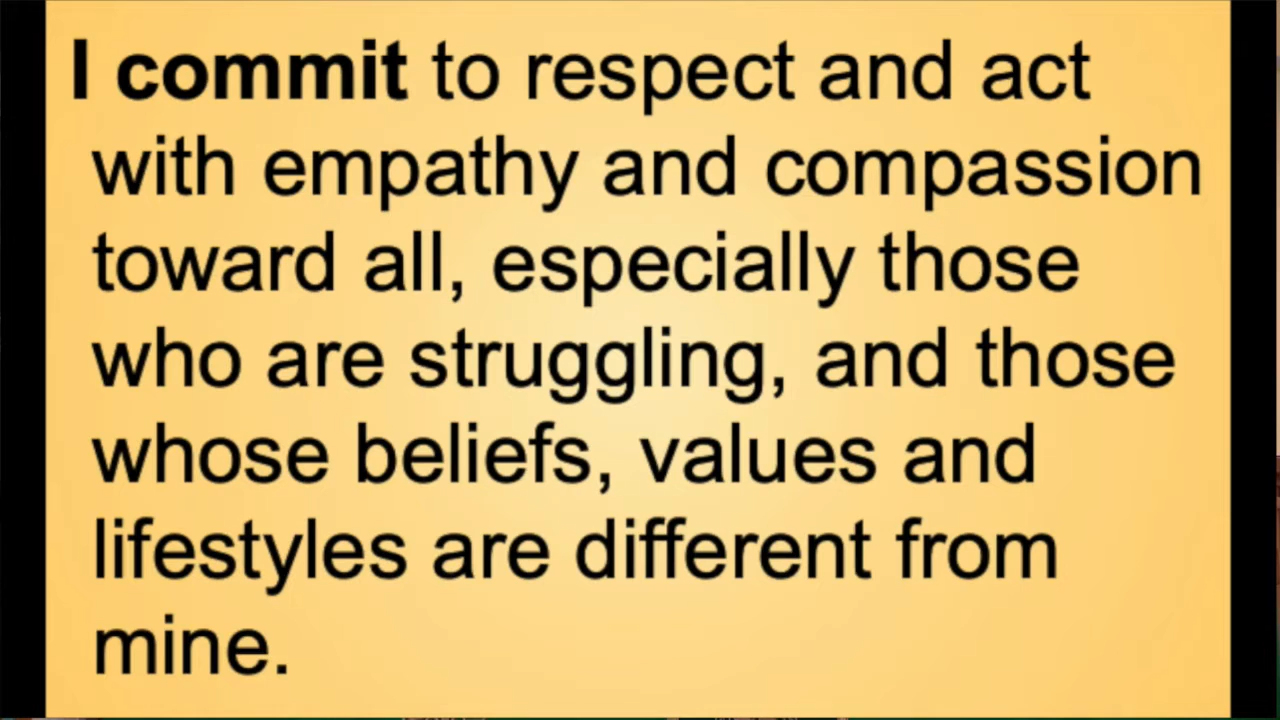 I commit to respect and act
with empathy and compassion
toward all, especially those
who are struggling, and those
whose beliefs, values and
lifestyles are different from
mine.